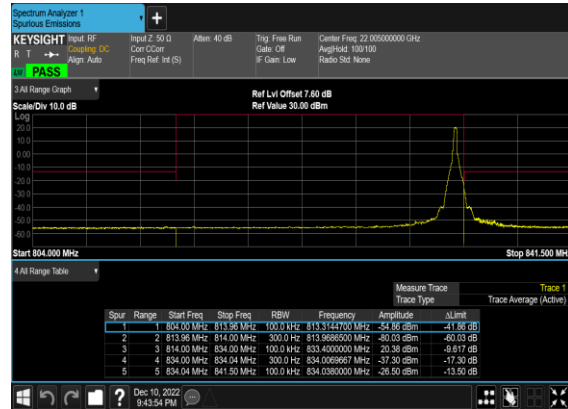 Spectrum Analyzer 1
Spurious Emissions
+
KEYSIGHT Input: RF Input Z: 50 Ω Atten: 40 dB Trig: Free Run Center Freq: 22.005000000 GHz
R T Coupling: DC Corr CCorr Gate: Off Avg|Hold: 100/100
Align: Auto Freq Ref: Int (S) IF Gain: Low Radio Std: None
PASS
3 All Range Graph
Ref Lvl Offset 7.60 dB
Scale/Div 10.0 dB Ref Value 30.00 dBm
Log
20.0
10.0
0.00
-10.0
-20.0
-30.0
-40.0
-50.0
-60.0
Start 804.000 MHz Stop 841.500 MH
4 All Range Table
Measure Trace Trace 1
Trace Type Trace Average (Active)
Spur Range Start Freq Stop Freq RBW Frequency Amplitude ΔLimit
1 1 804.00 MHz 813.96 MHz 100.0 kHz 813.3144700 MHz -54.86 dBm -41.86 dB
2 2 813.96 MHz 814.00 MHz 300.0 Hz 813.9686500 MHz -80.03 dBm -60.03 dB
3 3 814.00 MHz 834.00 MHz 100.0 kHz 833.4000000 MHz 20.38 dBm -9.617 dB
4 4 834.00 MHz 834.04 MHz 300.0 Hz 834.0069667 MHz -37.30 dBm -17.30 dB
5 5 834.04 MHz 841.50 MHz 100.0 kHz 834.0380000 MHz -26.50 dBm -13.50 dB
? Dec 10, 2022
9:43:54 PM